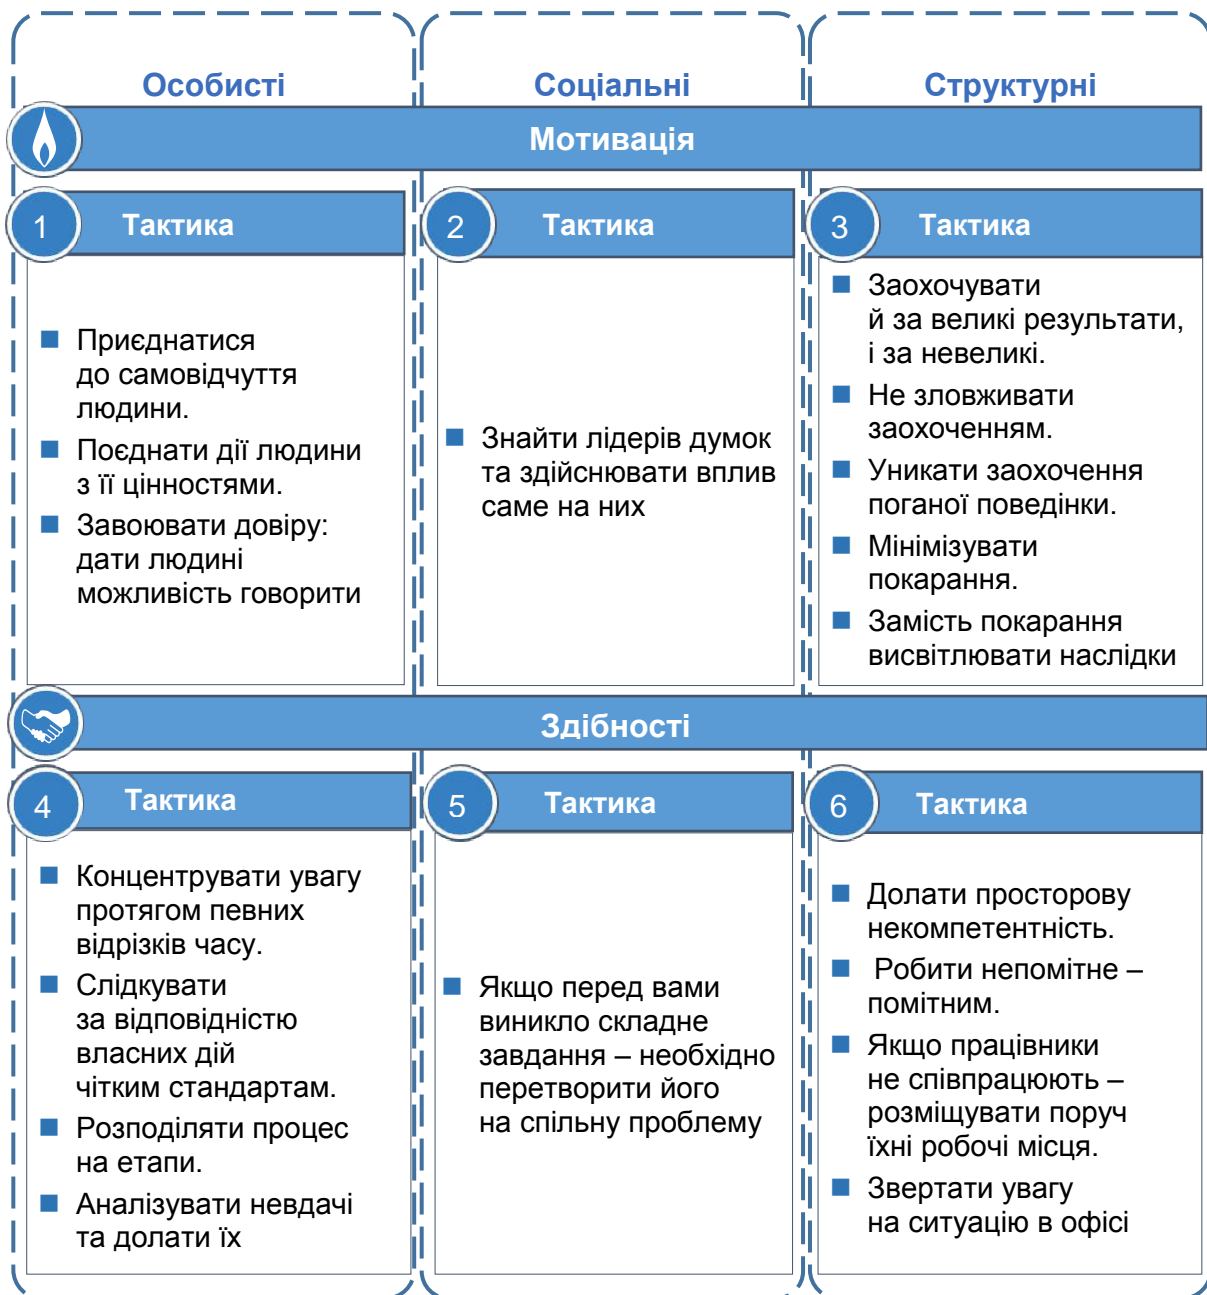 Особисті
Соціальні
Структурні
Мотивація
1
Тактика
Приєднатися
до самовідчуття
людини.
Поєднати дії людини
з її цінностями.
Завоювати довіру:
дати людині
можливість говорити
2
Тактика
Знайти лідерів думок
та здійснювати вплив
саме на них
3
Тактика
Заохочувати
й за великі результати,
і за невеликі.
Не зловживати
заохоченням.
Уникати заохочення
поганої поведінки.
Мінімізувати
покарання.
Замість покарання
висвітлювати наслідки
Здібності
4
Тактика
Концентрувати увагу
протягом певних
відрізків часу.
Слідкувати
за відповідністю
власних дій
чітким стандартам.
Розподіляти процес
на етапи.
Аналізувати невдачі
та долати їх
5
Тактика
Якщо перед вами
виникло складне
завдання – необхідно
перетворити його
на спільну проблему
6
Тактика
Долати просторову
некомпетентність.
Робити непомітне –
помітним.
Якщо працівники
не співпрацюють –
розміщувати поруч
їхні робочі місця.
Звертати увагу
на ситуацію в офісі